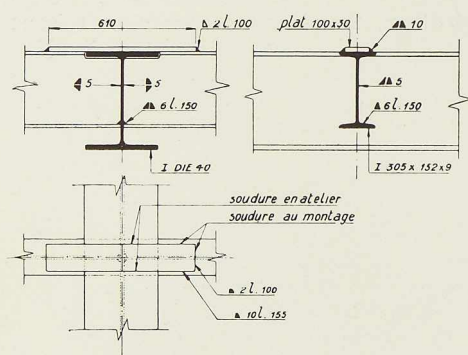 610
2 l. 100
plat 100x30
10
5
5
6 l. 150
5
6 l. 150
I DIE 40
I 305 x 152 x 9
soudure en atelier
soudure au montage
2 l. 100
10 l. 155